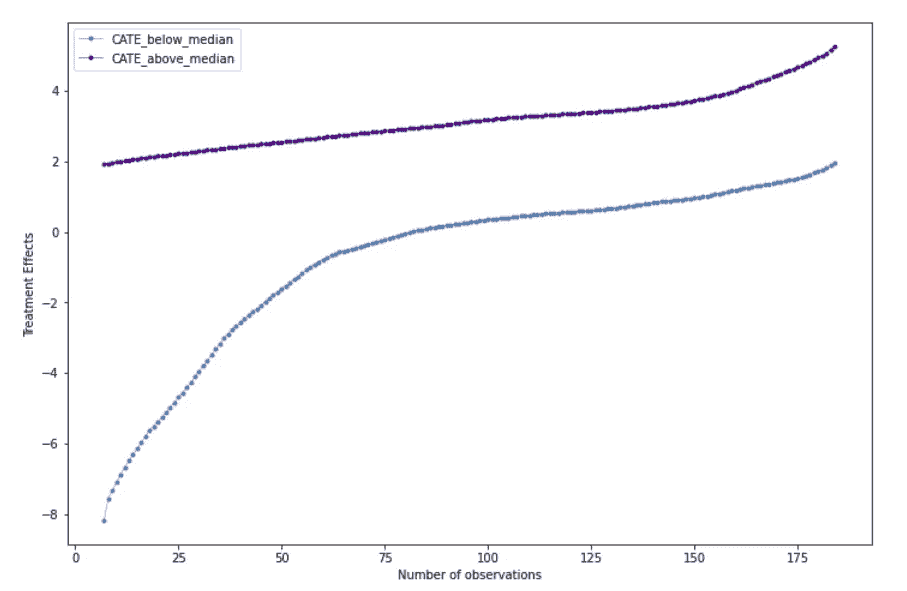 CATE_below_median
CATE_above_median
4
2
0
−2
−4
−6
−8
Treatment Effects
0 25 50 75 100 125 150 175
Number of observations